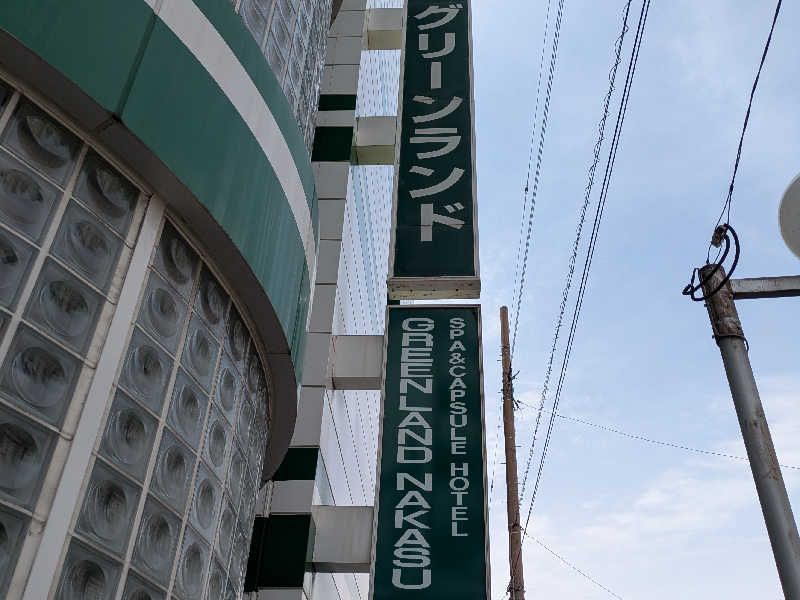 グリーンランド
SPA&CAPSULE HOTEL
GREENLAND NAKASU